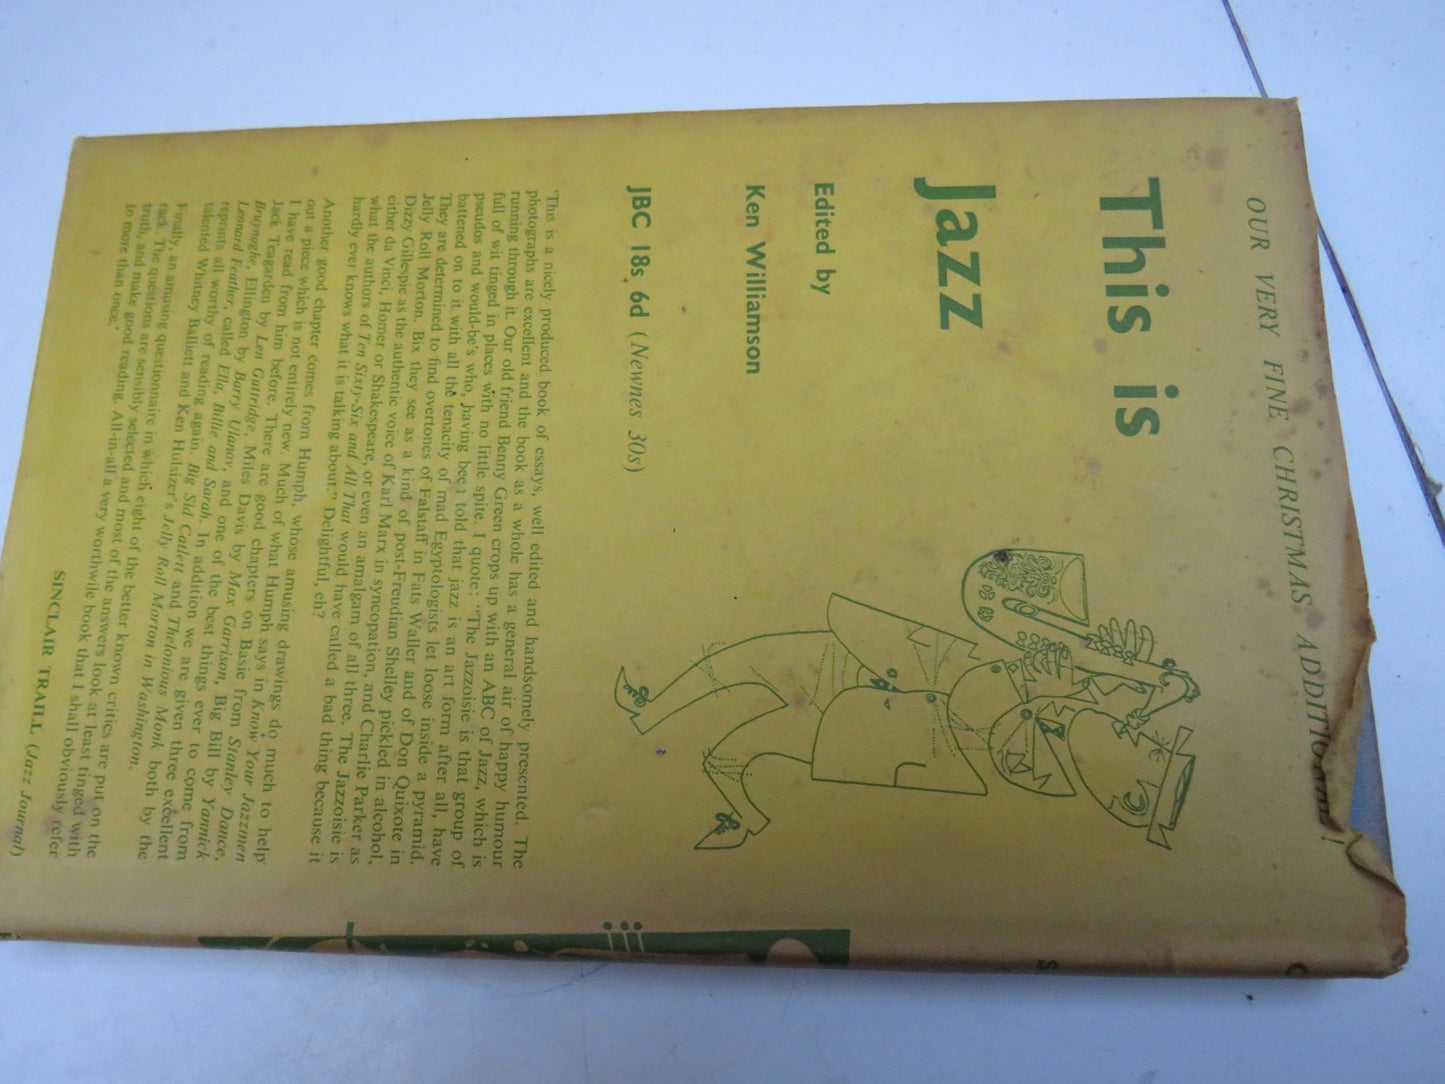 OUR VERY FINE CHRISTMAS ADDITIONAL!
This is
Jazz
Edited by
Ken Williamson
JBC 18s. 6d (Newnes 30s)
'This is a nicely produced book of essays, well edited and handsomely presented. The
photographs are excellent and the book as a whole has a general air of happy humour
running through it. Our old friend Benny Green crops up with an ABC of Jazz, which is
full of wit tinged in places with no little spite. I quote: "The Jazzoisie is that group of
pseudos and would-be's who, having been told that jazz is an art form after all, have
battened on to it with all the tenacity of mad Egyptologists let loose inside a pyramid.
They are determined to find overtones of Falstaff in Fats Waller and of Don Quixote in
Jelly Roll Morton. Bix they see as a kind of post-Freudian Shelley pickled in alcohol,
Dizzy Gillespie as the authentic voice of Karl Marx in syncopation, and Charlie Parker as
either da Vinci, Homer or Shakespeare, or even an amalgam of all three. The Jazzoisie is
what the authors of Ten Sixty-Six and All That would have called a bad thing because it
hardly ever knows what it is talking about." Delightful, eh?
Another good chapter comes from Humph, whose amusing drawings do much to help
out a piece which is not entirely new. Much of what Humph says in Know Your Jazzmen
I have read from him before. There are good chapters on Basie from Stanley Dance,
Jack Teagarden by Len Guttridge, Miles Davis by Max Garrison, Big Bill by Yannick
Bruynoghe, Ellington by Barry Ulanov, and one of the best things ever to come from
Leonard Feather, called Ella, Billie and Sarah. In addition we are given three excellent
reprints all worthy of reading again. Big Sid Catlett and Thelonious Monk both by the
talented Whitney Balliett and Ken Hulsizer's Jelly Roll Morton in Washington.
Finally, an amusing questionnaire in which eight of the better known critics are put on the
rack. The questions are sensibly selected and most of the answers look at least tinged with
truth, and make good reading. All-in-all a very worthwile book that I shall obviously refer
to more than once.'
SINCLAIR TRAILL (Jazz Journal)